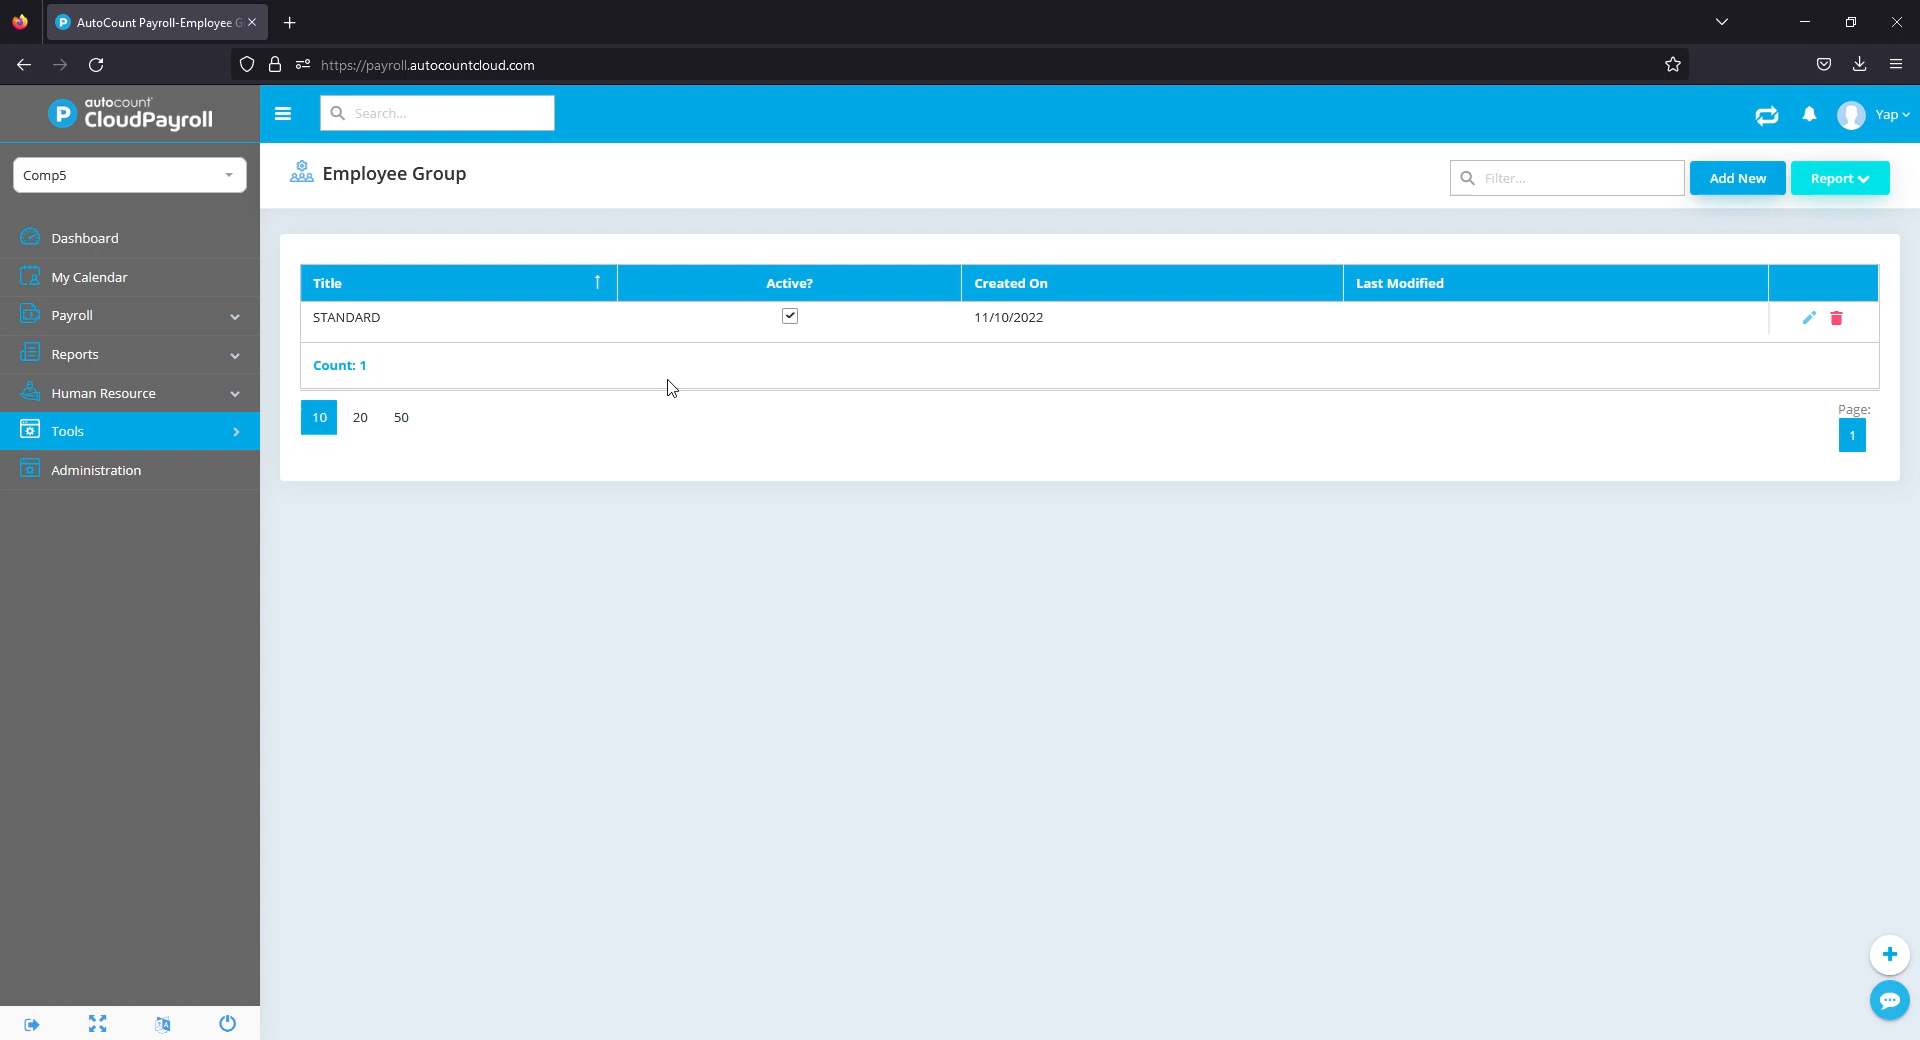 AutoCount Payroll-Employee G
https://payroll.autocountcloud.com
autocount
CloudPayroll
Search...
Yap
Comp5
Employee Group
Filter...
Add New
Report
Dashboard
My Calendar
Payroll
Reports
Human Resource
Tools
Administration
Title
Active?
Created On
Last Modified
STANDARD
11/10/2022
Count: 1
10
20
50
Page:
1